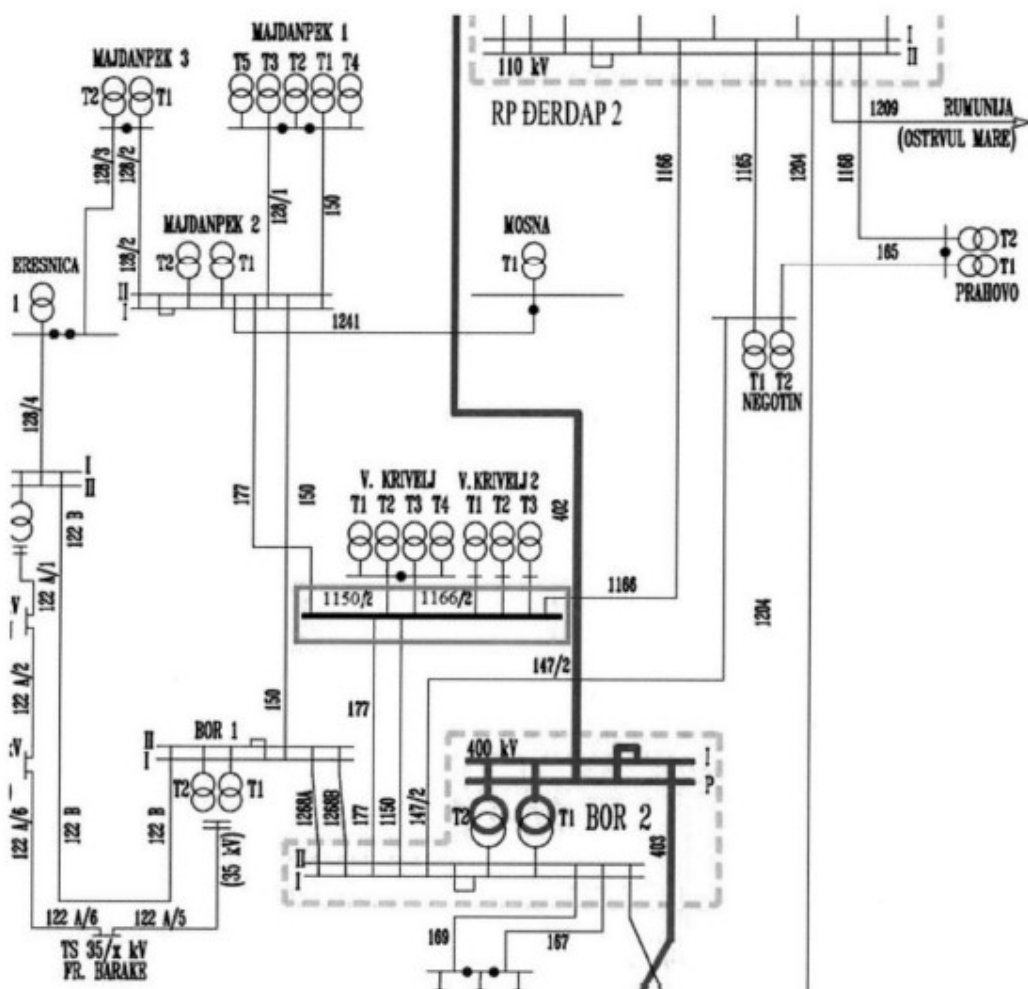 MAJDANPEK 3
T2 T1
MAJDANPEK 1
T5 T3 T2 T1 T4
I
II
110 kV
RP ĐERDAP 2
1209
RUMUNIJA
(OSTRVUL MARE)
128/3
128/2
128/1
150
1166
1165
1204
1168
MAJDANPEK 2
T2 T1
128/2
MOSNA
T1
T2
165
T1
PRAHOVO
ERESNICA
1
II
I
1241
T1 T2
NEGOTIN
128/4
I
II
177
150
V. KRIVELJ
T1 T2 T3 T4
V. KRIVELJ 2
T1 T2 T3
402
122 B
122 A/1
1150/2
1166/2
1166
1204
147/2
122 A/2
150
177
BOR 1
II
I
T2 T1
400 kV
I
P
T2 T1
BOR 2
1268A
1268B
177
1150
147/2
403
122 A/6
122 B
122 B
(35 kV)
II
I
122 A/6
122 A/5
TS 35/x kV
FR. BARAKE
169
167